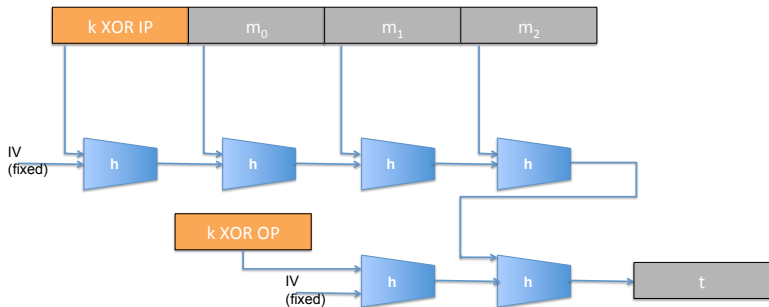 k XOR IP m₀ m₁ m₂
IV
(fixed)
h h h h
k XOR OP
IV
(fixed)
h h
t